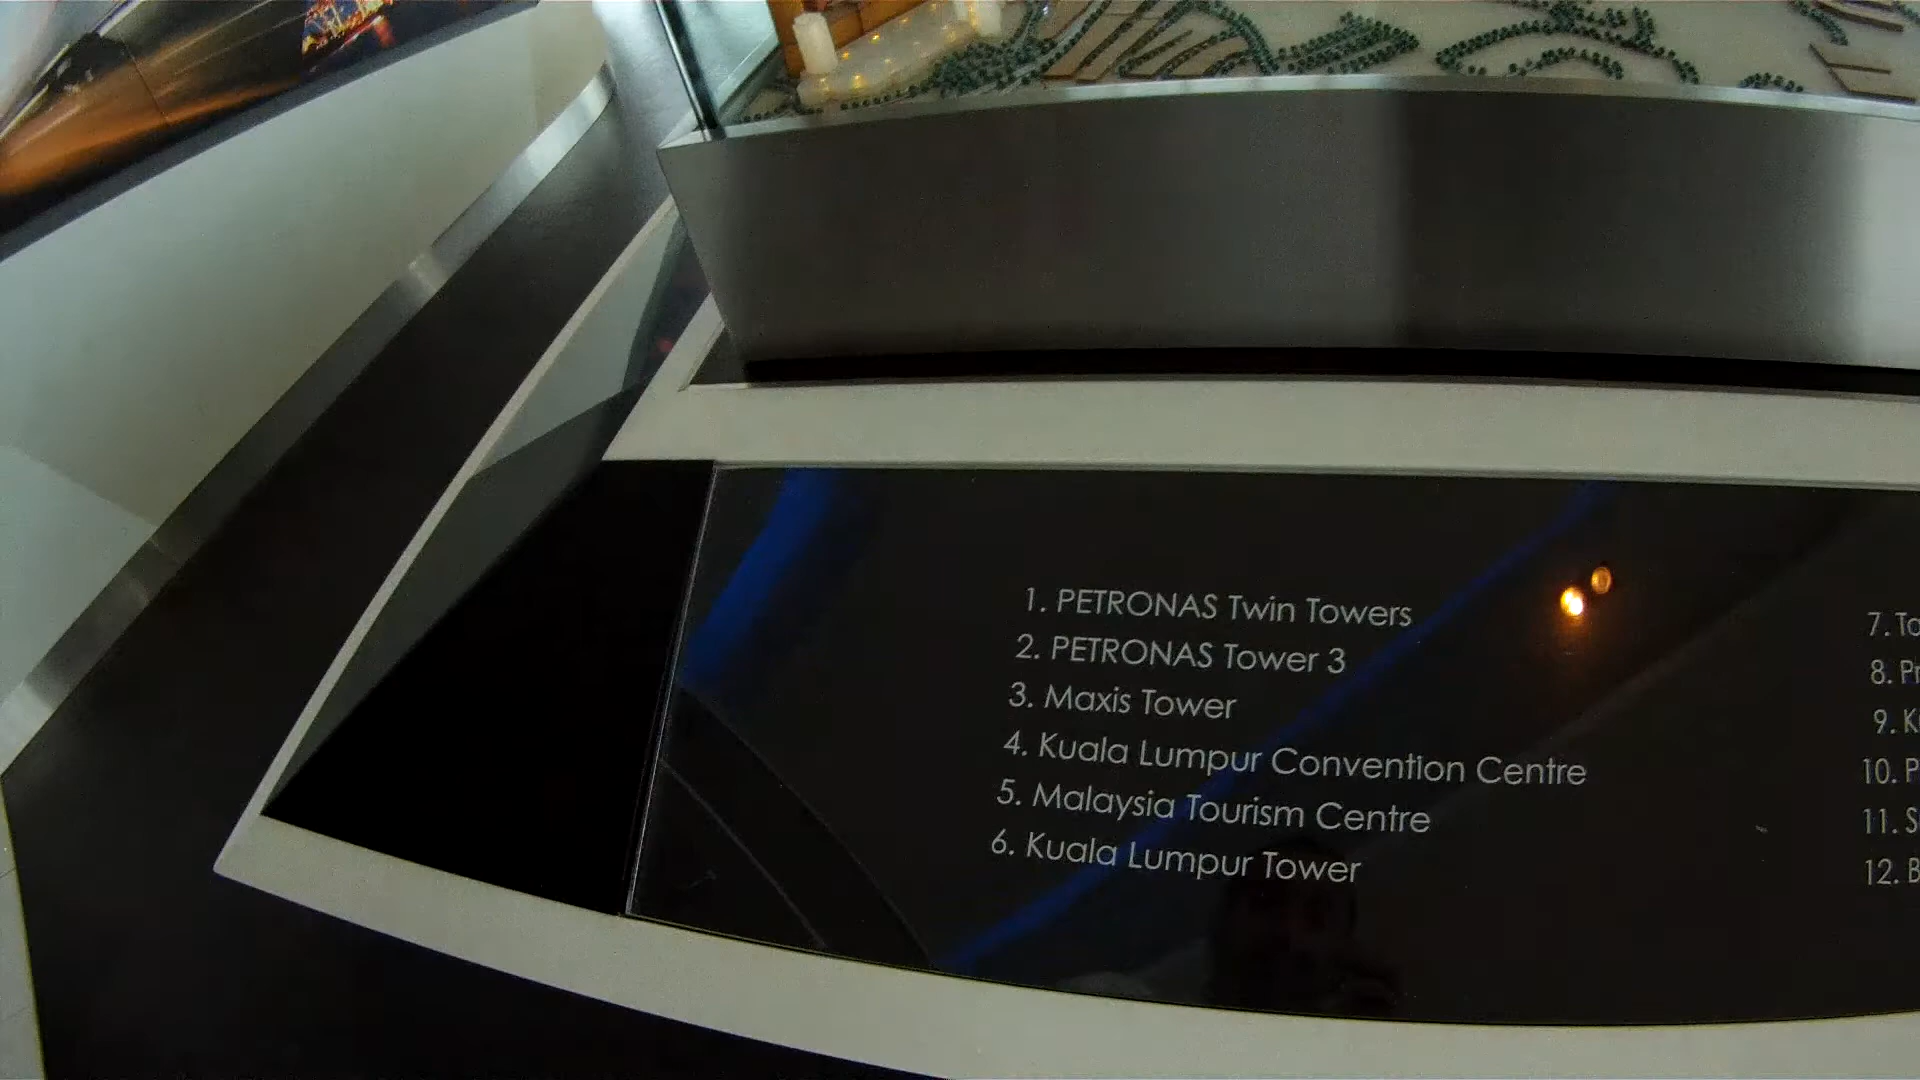 1. PETRONAS Twin Towers
2. PETRONAS Tower 3
3. Maxis Tower
4. Kuala Lumpur Convention Centre
5. Malaysia Tourism Centre
6. Kuala Lumpur Tower
7.
8.
9.
10.
11.
12.